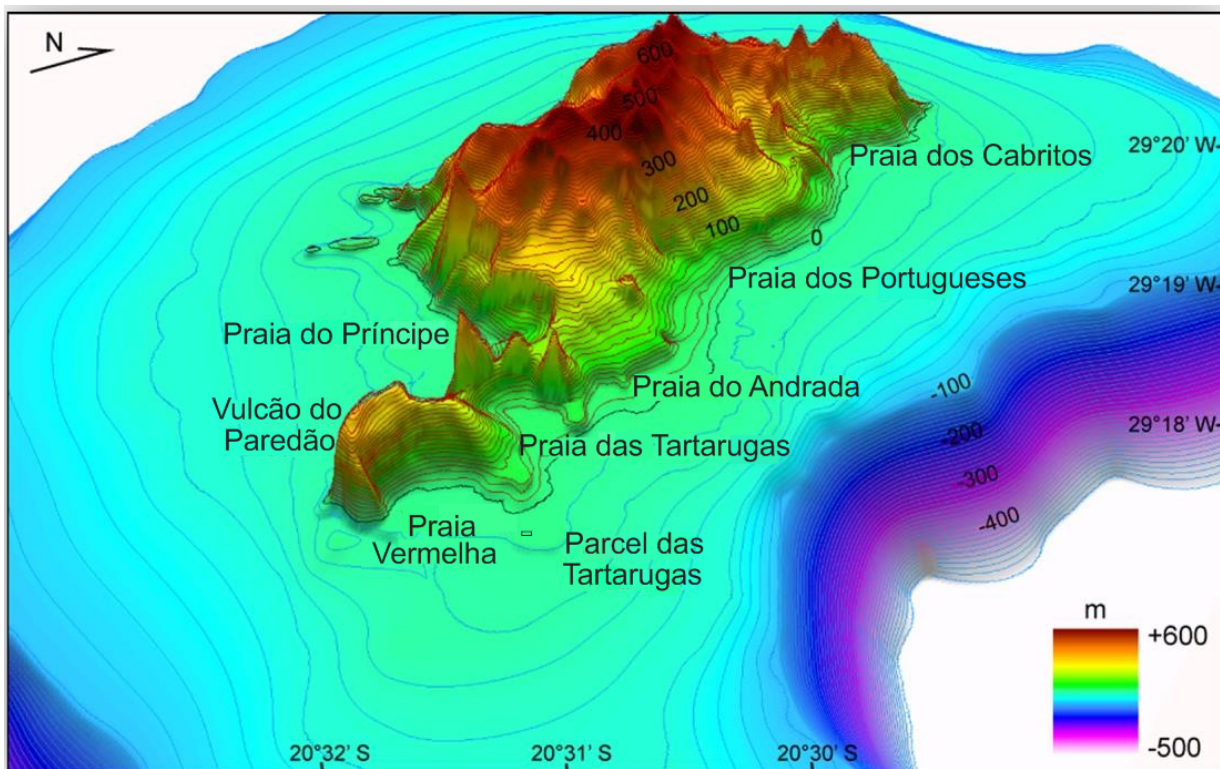 N
600
500
400
300
200
100
0
Praia dos Cabritos
29°20' W
Praia dos Portugueses
29°19' W
Praia do Príncipe
Praia do Andrada
-100
Vulcão do
Paredão
29°18' W
-200
Praia das Tartarugas
-300
-400
Praia
Vermelha
Parcel das
Tartarugas
m
+600
-500
20°32' S
20°31' S
20°30' S